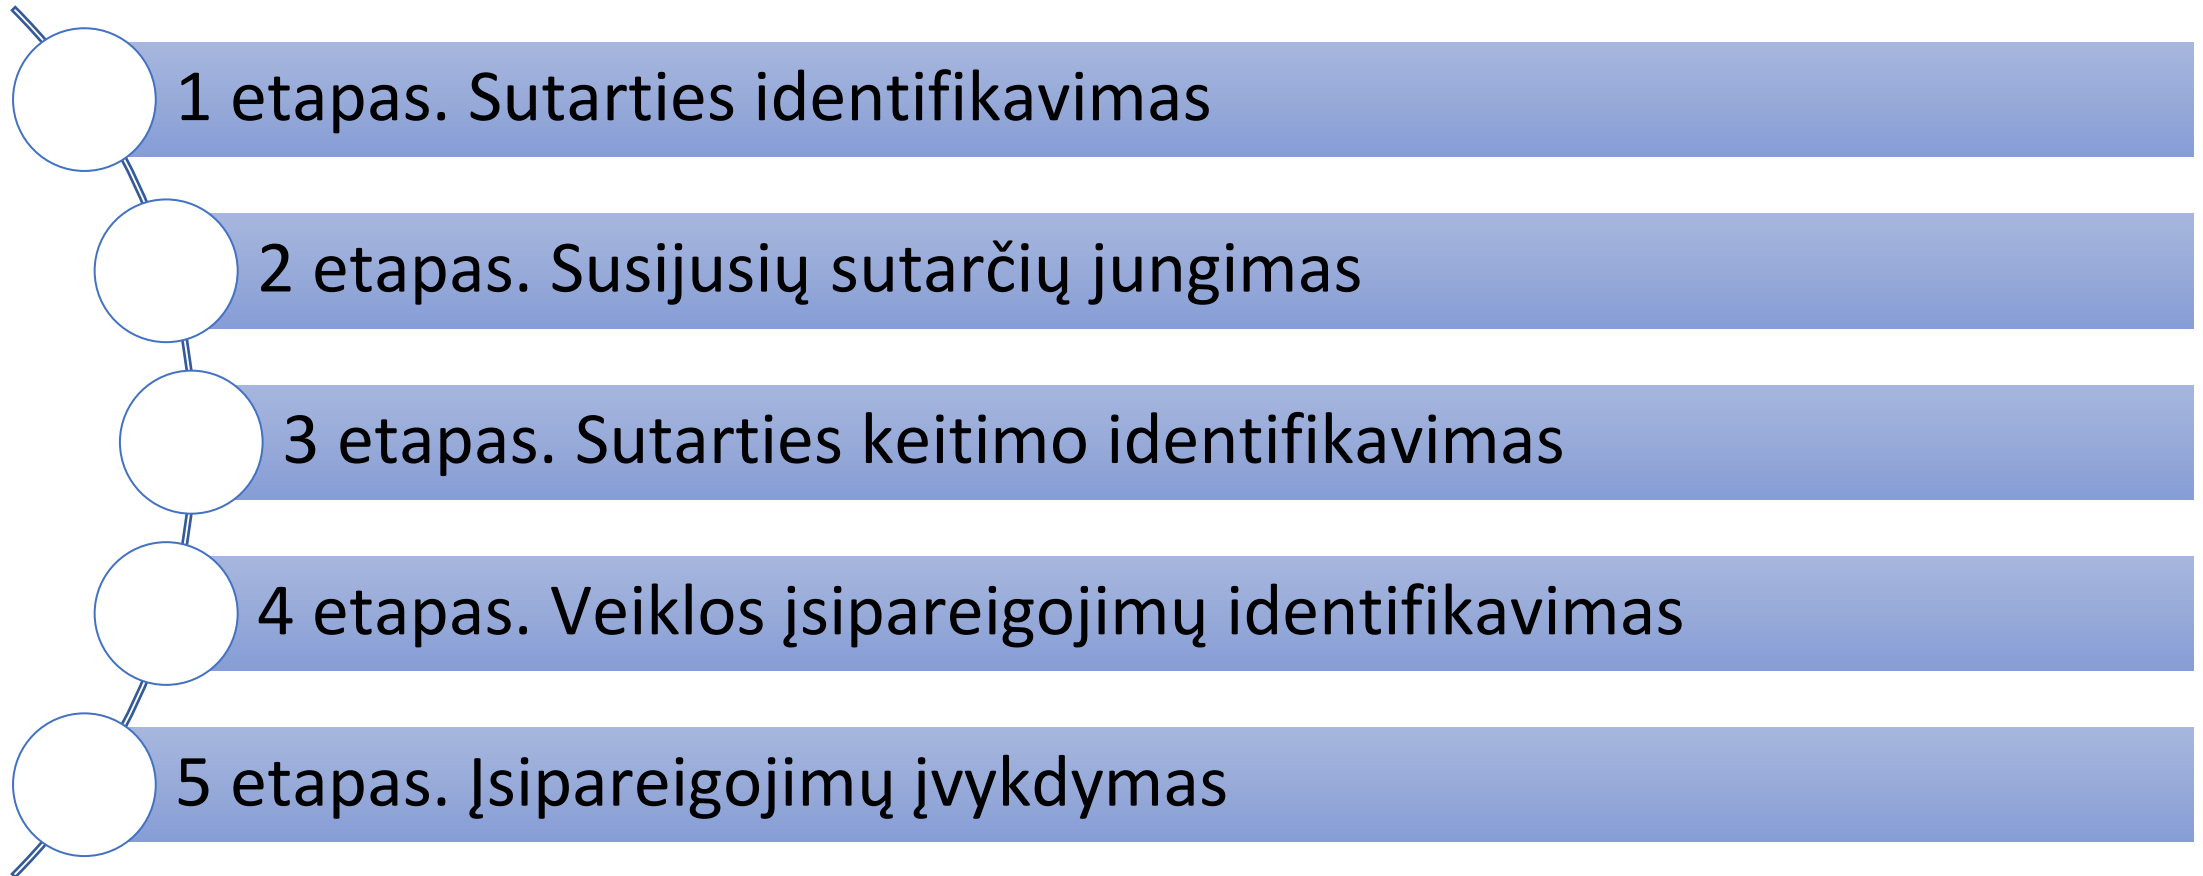 1 etapas. Sutarties identifikavimas
2 etapas. Susijusių sutarčių jungimas
3 etapas. Sutarties keitimo identifikavimas
4 etapas. Veiklos įsipareigojimų identifikavimas
5 etapas. Įsipareigojimų įvykdymas